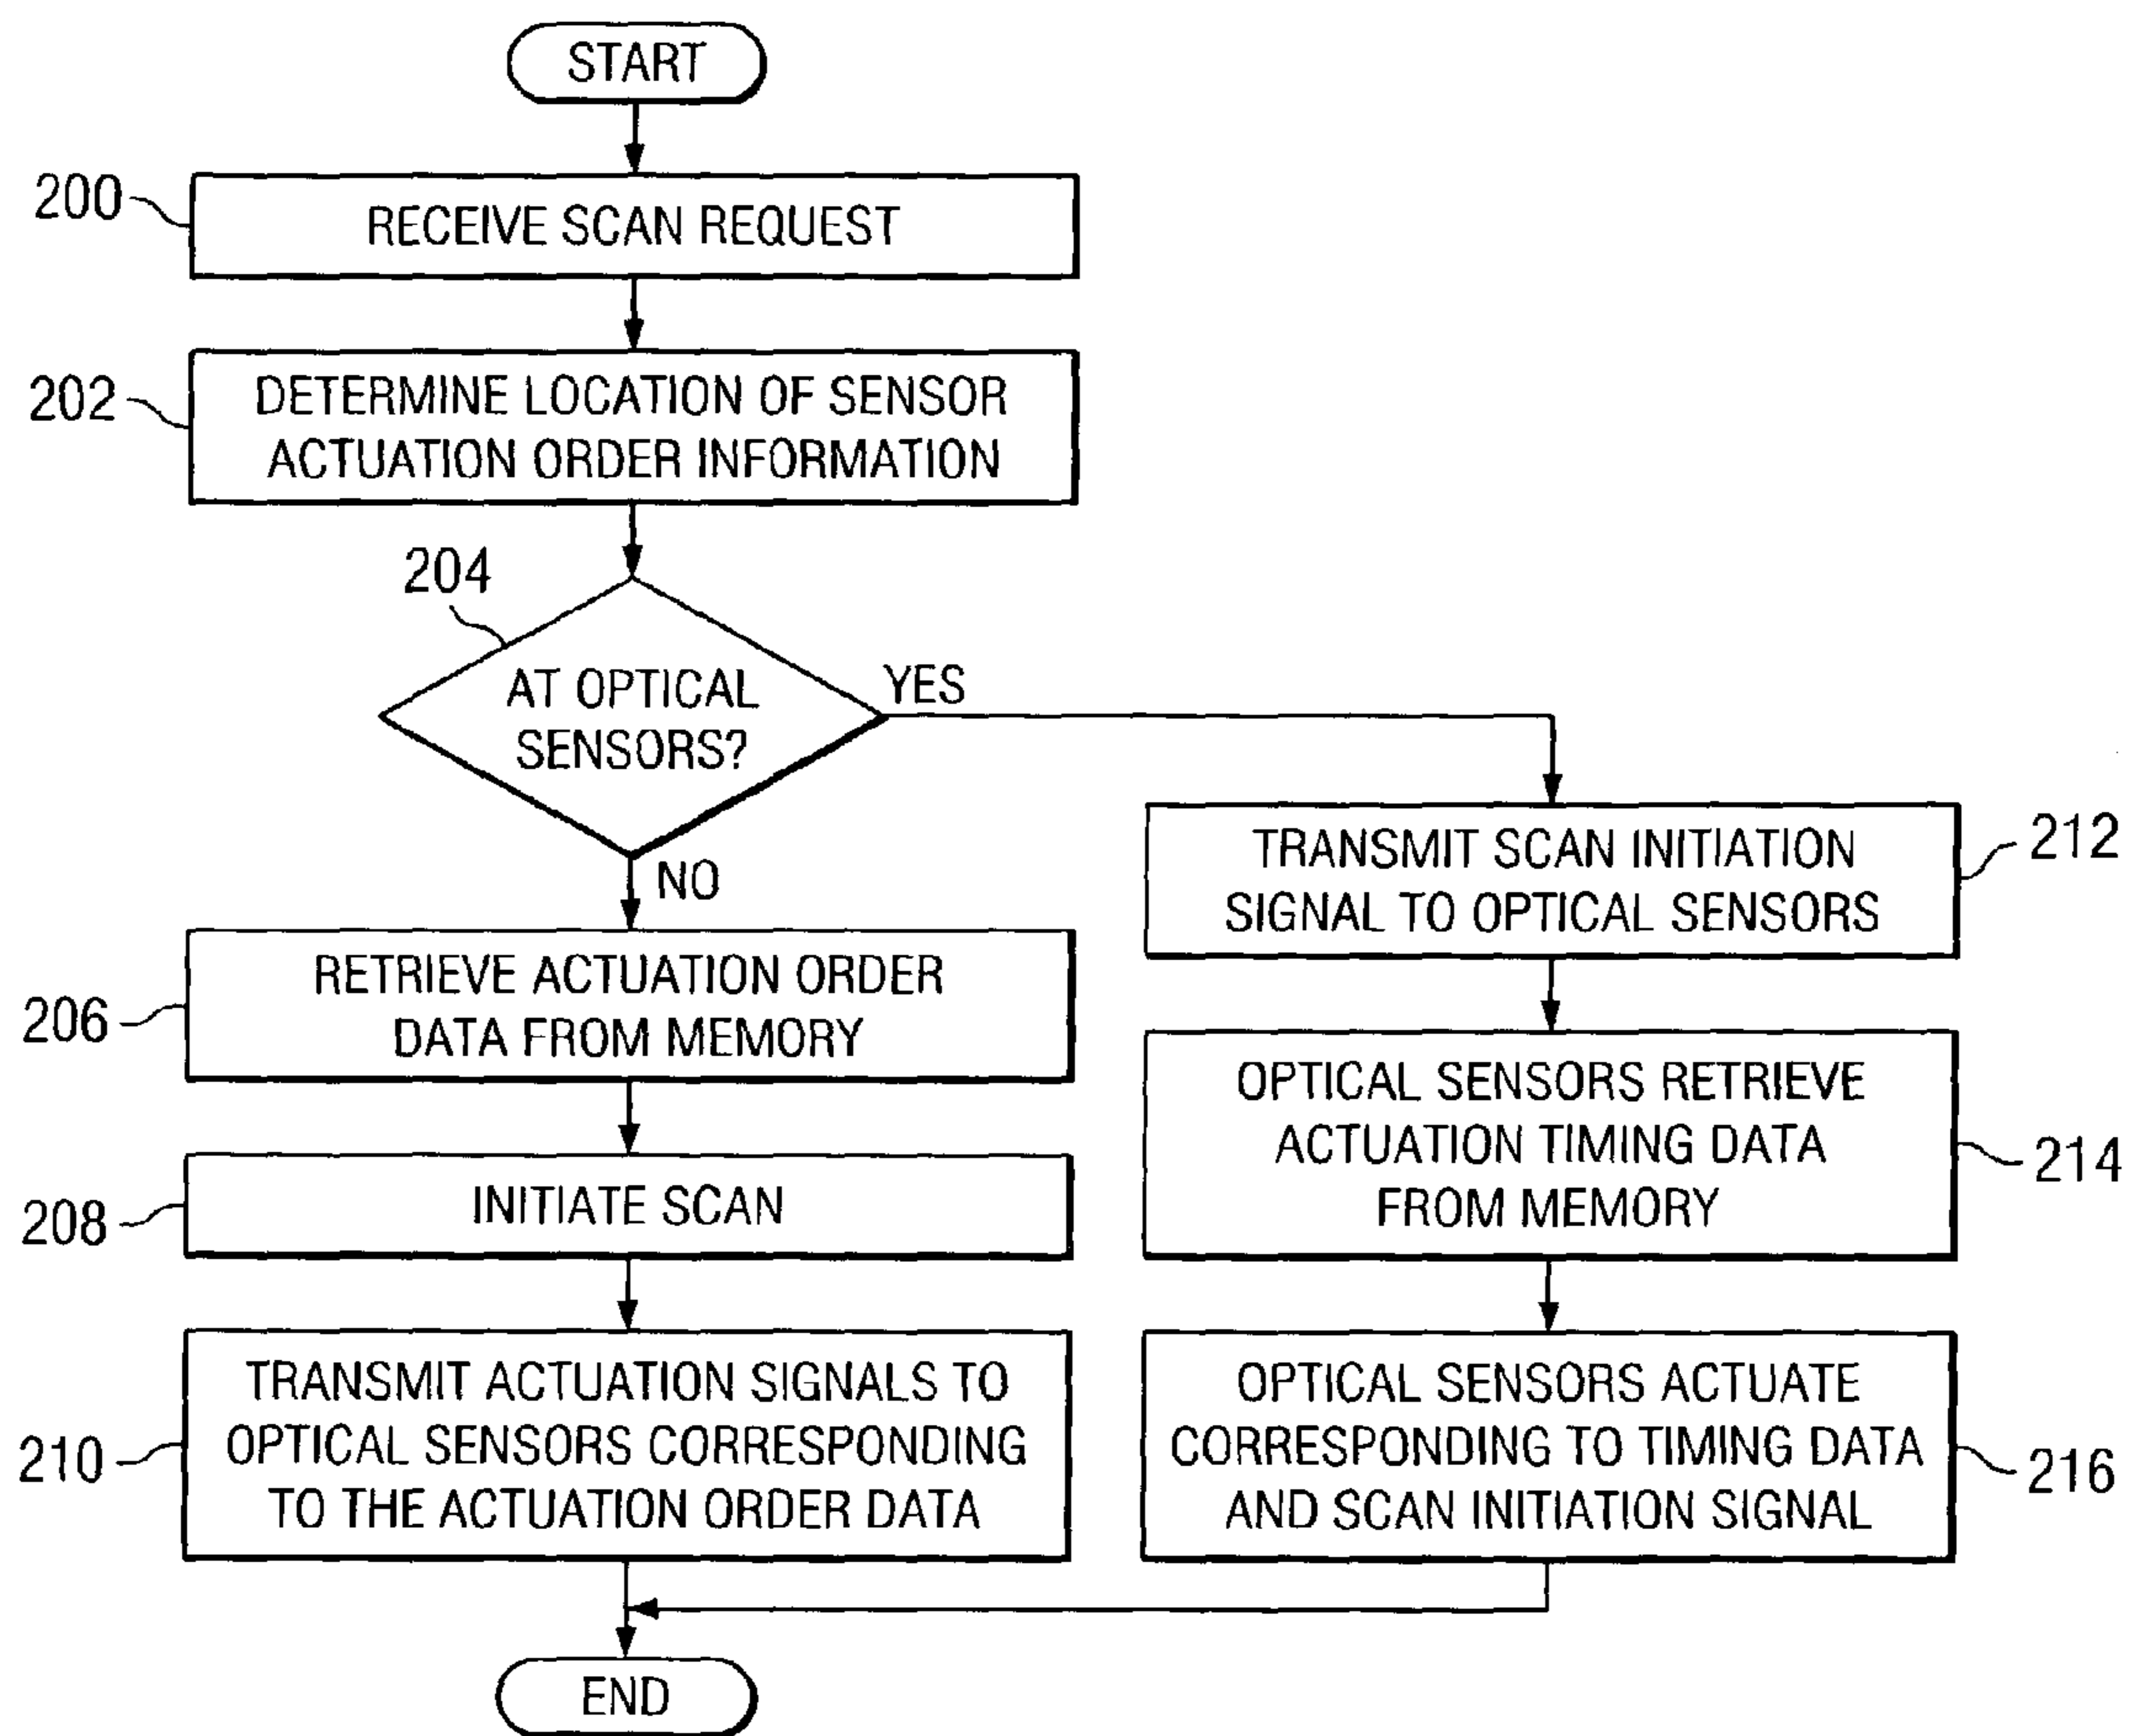 START
200
RECEIVE SCAN REQUEST
202
DETERMINE LOCATION OF SENSOR
ACTUATION ORDER INFORMATION
204
AT OPTICAL
SENSORS?
YES
NO
206
RETRIEVE ACTUATION ORDER
DATA FROM MEMORY
208
INITIATE SCAN
210
TRANSMIT ACTUATION SIGNALS TO
OPTICAL SENSORS CORRESPONDING
TO THE ACTUATION ORDER DATA
TRANSMIT SCAN INITIATION
SIGNAL TO OPTICAL SENSORS
212
OPTICAL SENSORS RETRIEVE
ACTUATION TIMING DATA
FROM MEMORY
214
OPTICAL SENSORS ACTUATE
CORRESPONDING TO TIMING DATA
AND SCAN INITIATION SIGNAL
216
END